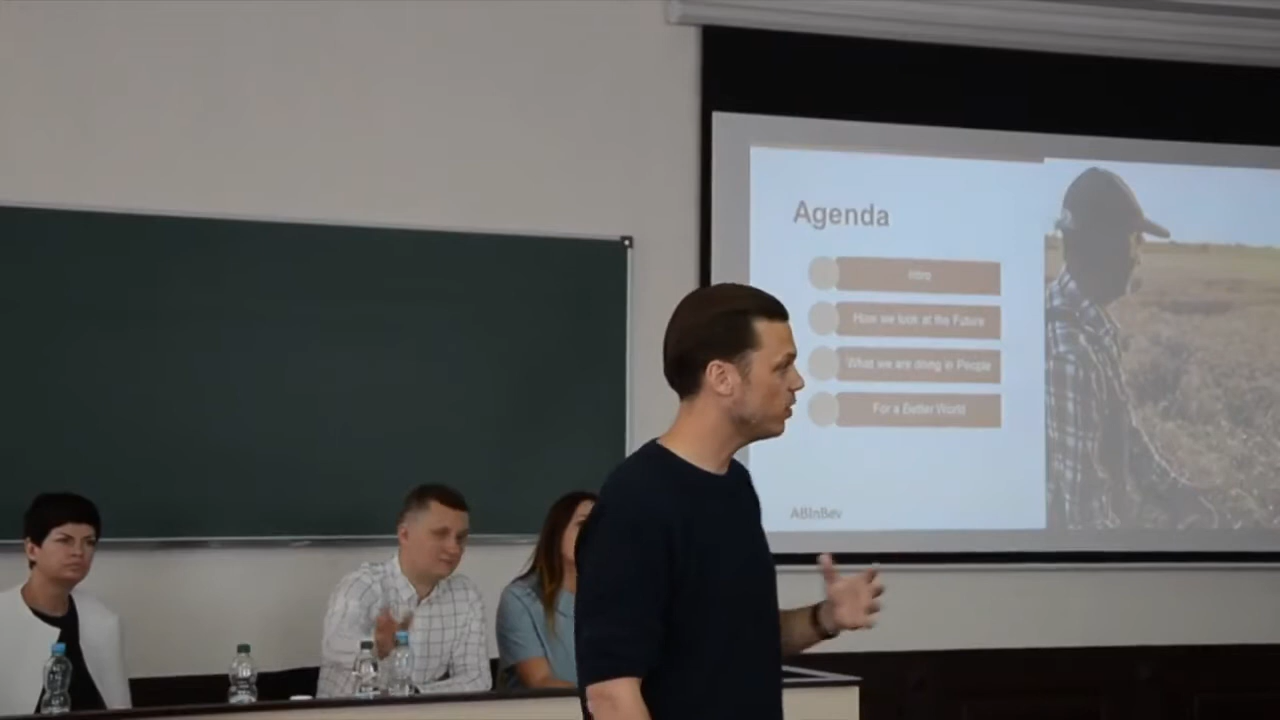 Agenda
Intro
How we look at the Future
What we are doing in People
For a Better World
ABInBev